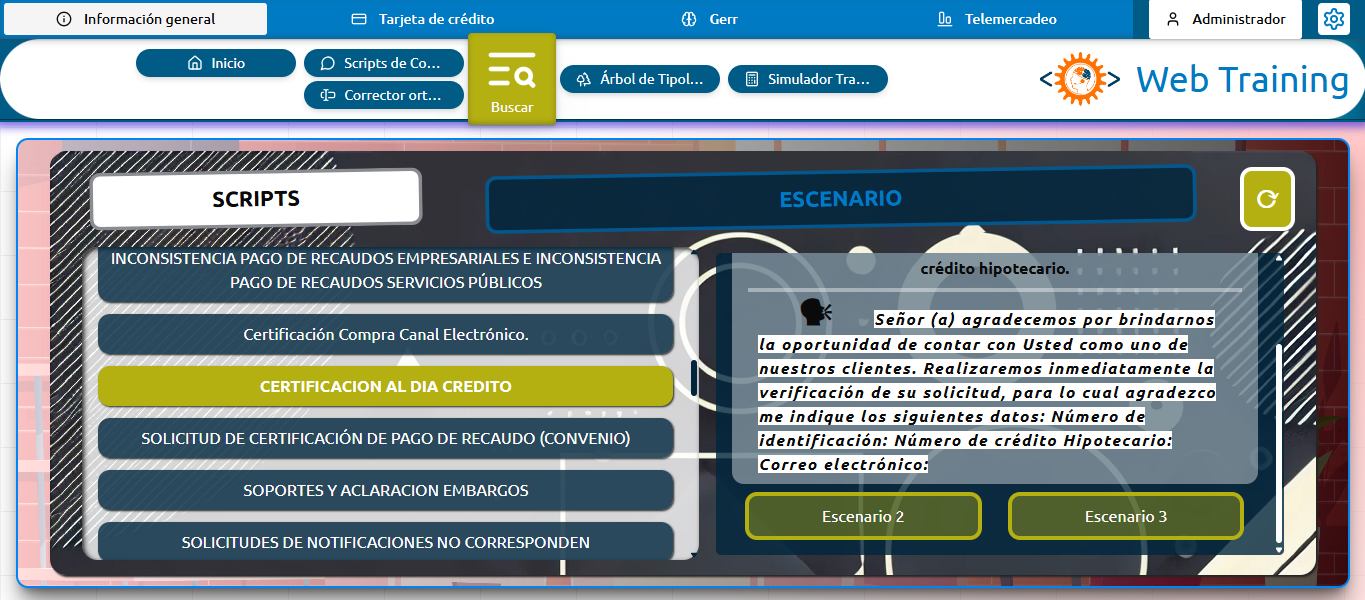 Información general
Tarjeta de crédito
Gerr
Telemercadeo
Administrador
Inicio
Scripts de Co...
Corrector ort...
Buscar
Árbol de Tipol...
Simulador Tra...
Web Training
SCRIPTS
ESCENARIO
INCONSISTENCIA PAGO DE RECAUDOS EMPRESARIALES E INCONSISTENCIA
PAGO DE RECAUDOS SERVICIOS PÚBLICOS
Certificación Compra Canal Electrónico.
CERTIFICACION AL DIA CREDITO
SOLICITUD DE CERTIFICACIÓN DE PAGO DE RECAUDO (CONVENIO)
SOPORTES Y ACLARACION EMBARGOS
SOLICITUDES DE NOTIFICACIONES NO CORRESPONDEN
crédito hipotecario.
Señor (a) agradecemos por brindarnos
la oportunidad de contar con Usted como uno de
nuestros clientes. Realizaremos inmediatamente la
verificación de su solicitud, para lo cual agradezco
me indique los siguientes datos: Número de
identificación: Número de crédito Hipotecario:
Correo electrónico:
Escenario 2
Escenario 3